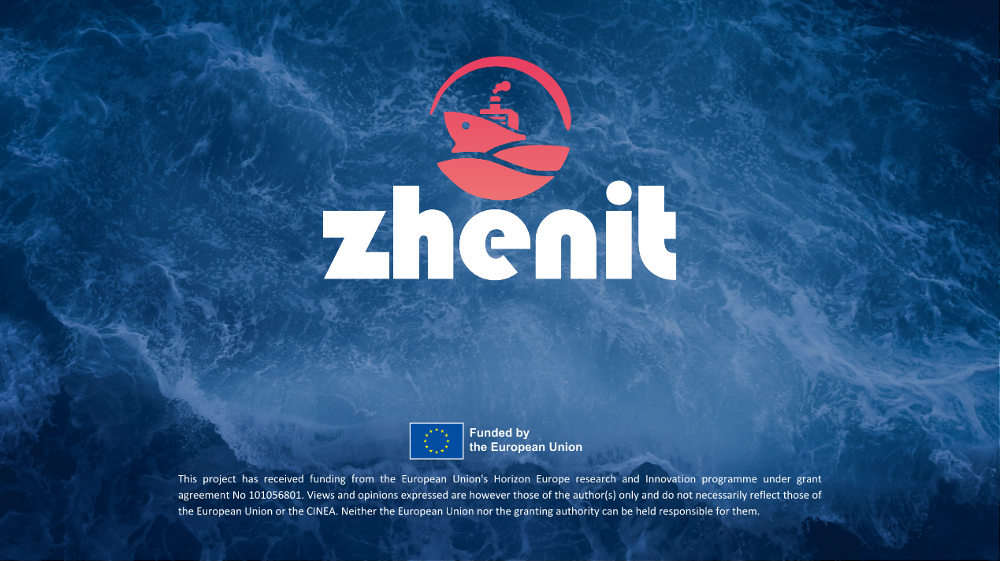 zhenit
Funded by
the European Union
This project has received funding from the European Union's Horizon Europe research and Innovation programme under grant
agreement No 101056801. Views and opinions expressed are however those of the author(s) only and do not necessarily reflect those of
the European Union or the CINEA. Neither the European Union nor the granting authority can be held responsible for them.